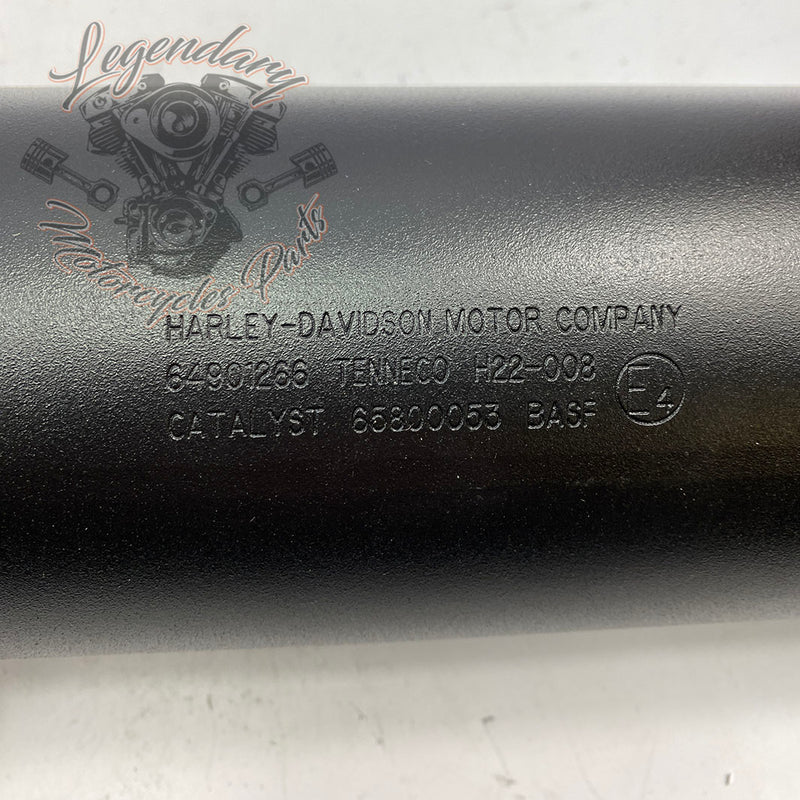 Legendary
Motorcycles Parts
HARLEY-DAVIDSON MOTOR COMPANY
64901266 TENNECO H22-008
CATALYST 65800053 BASF
E4